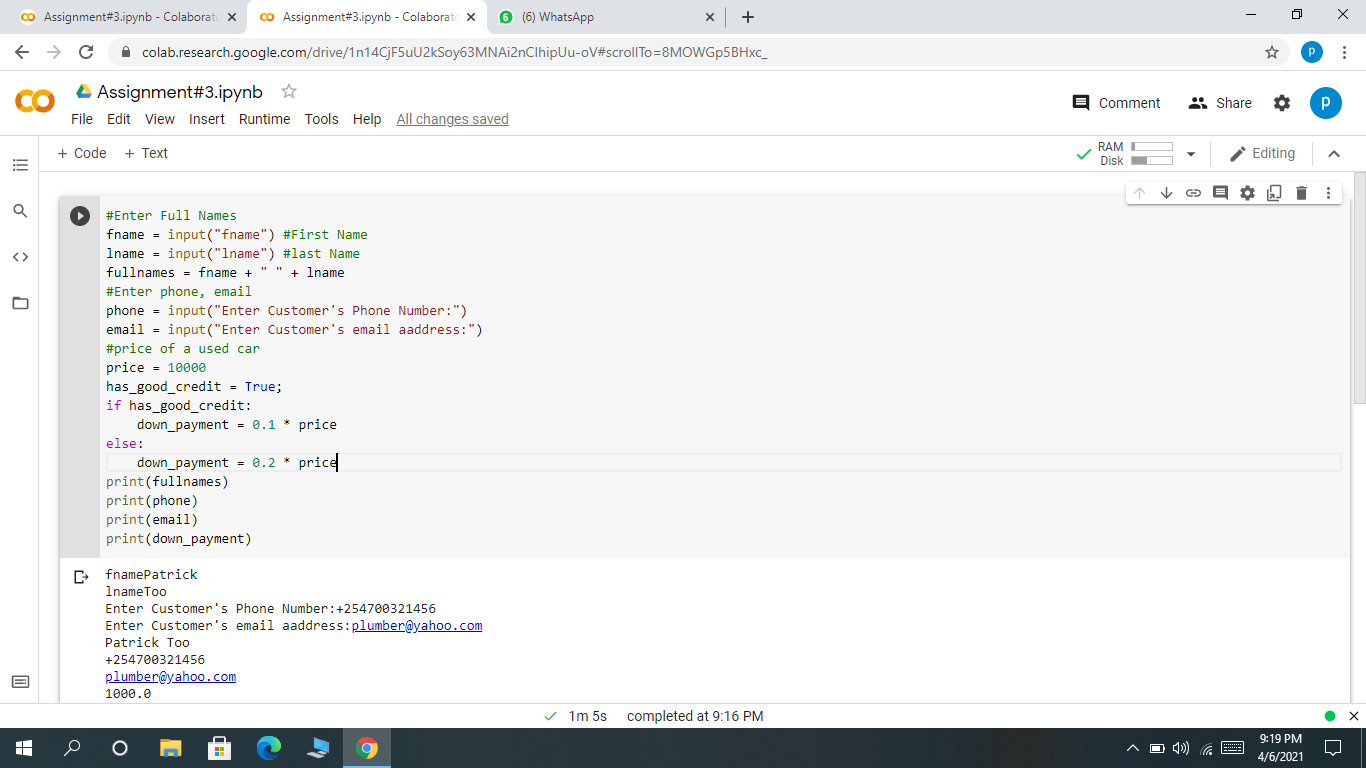 Assignment#3.ipynb - Colaborato
Assignment#3.ipynb - Colaborato
6 (6) WhatsApp
colab.research.google.com/drive/1n14CjF5uU2kSoy63MNAi2nClhipUu-oV#scrollTo=8MOWGp5BHxc_
p
Assignment#3.ipynb
File Edit View Insert Runtime Tools Help All changes saved
Comment Share p
+ Code + Text
RAM
Disk
Editing
#Enter Full Names
fname = input("fname") #First Name
lname = input("lname") #last Name
fullnames = fname + " " + lname
#Enter phone, email
phone = input("Enter Customer's Phone Number:")
email = input("Enter Customer's email aaddress:")
#price of a used car
price = 10000
has_good_credit = True;
if has_good_credit:
    down_payment = 0.1 * price
else:
    down_payment = 0.2 * price
print(fullnames)
print(phone)
print(email)
print(down_payment)
fnamePatrick
lnameToo
Enter Customer's Phone Number:+254700321456
Enter Customer's email aaddress:plumber@yahoo.com
Patrick Too
+254700321456
plumber@yahoo.com
1000.0
1m 5s completed at 9:16 PM
9:19 PM
4/6/2021